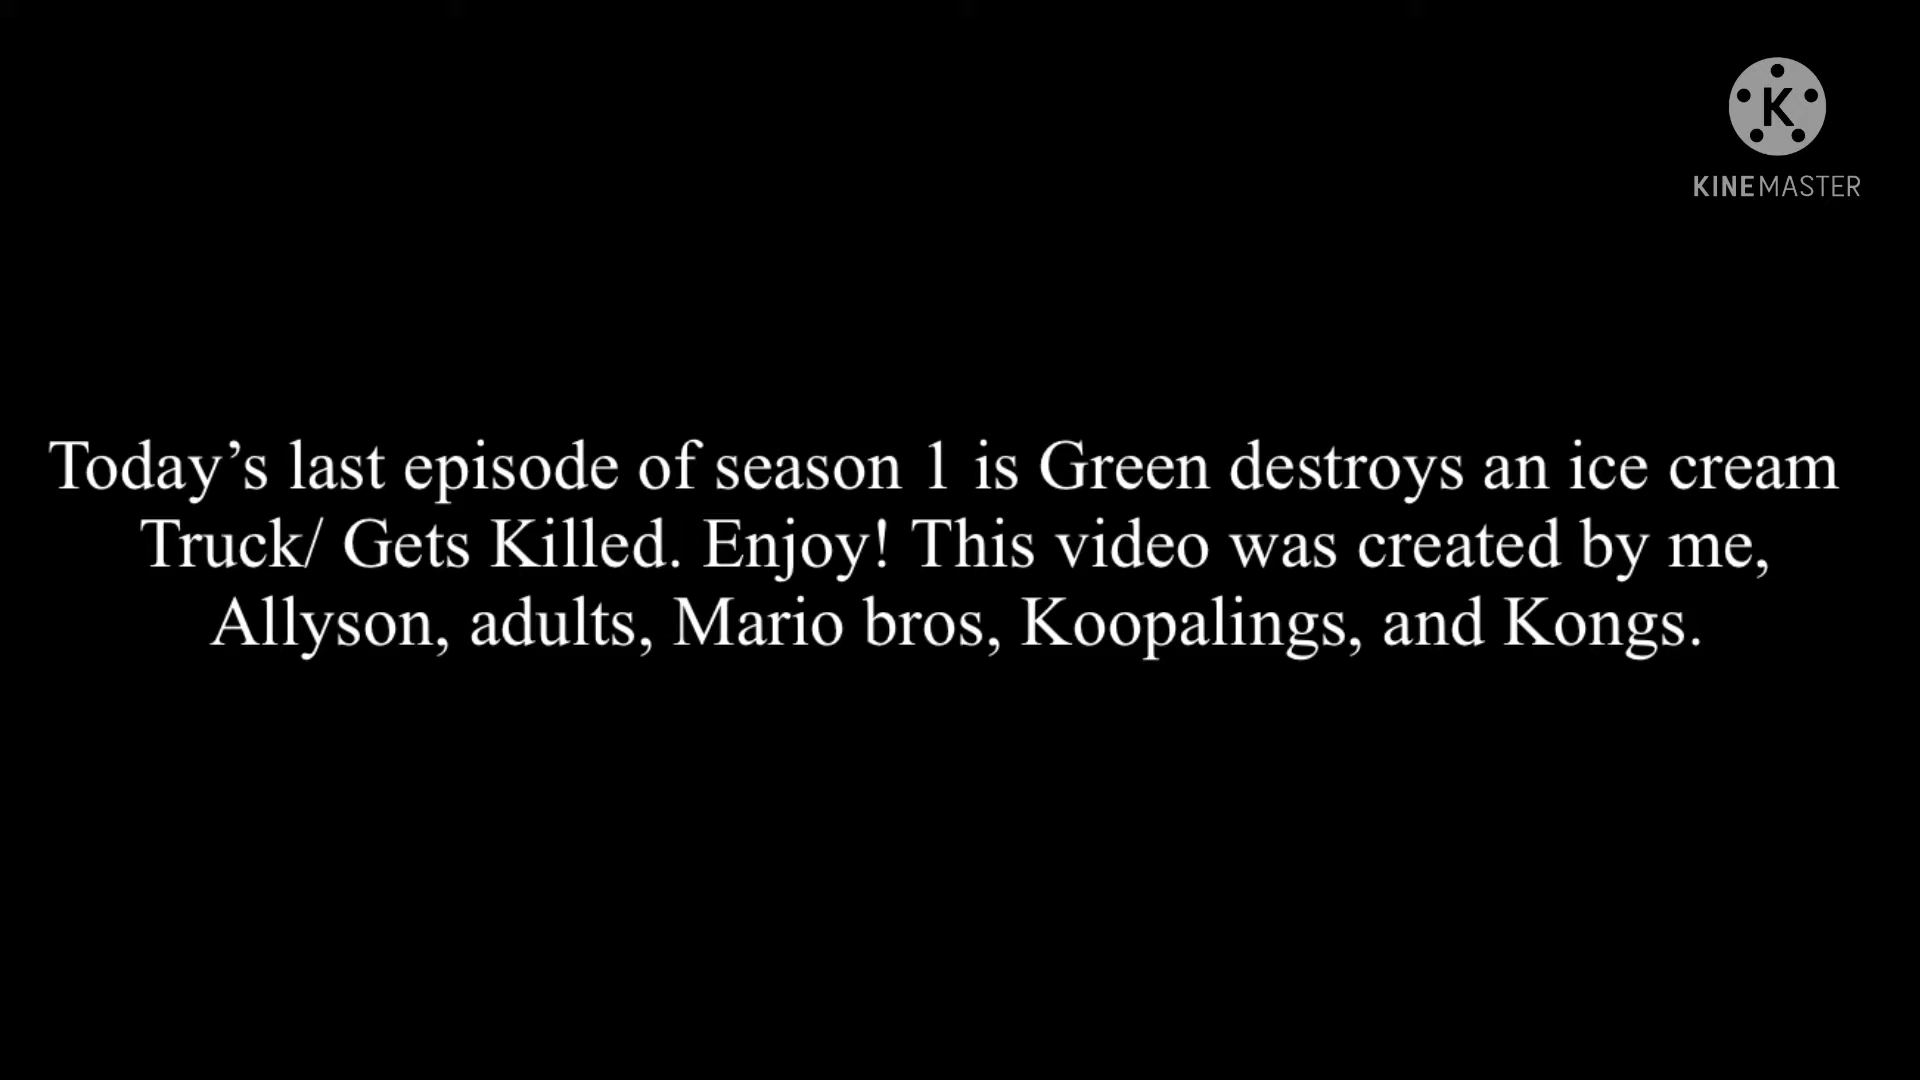 K
KINEMASTER
Today’s last episode of season 1 is Green destroys an ice cream
Truck/ Gets Killed. Enjoy! This video was created by me,
Allyson, adults, Mario bros, Koopalings, and Kongs.